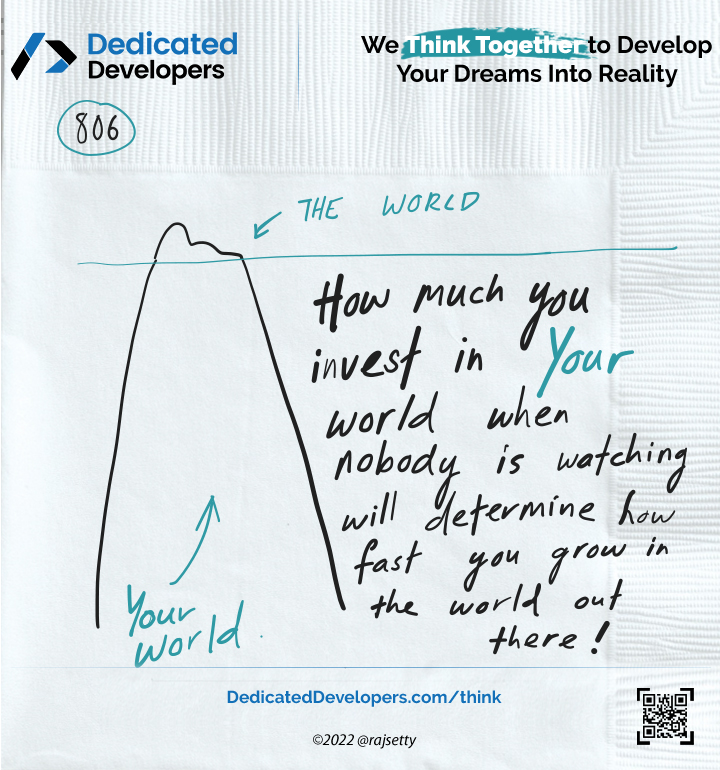 Dedicated
Developers
We Think Together to Develop
Your Dreams Into Reality
806
THE WORLD
How much you
invest in Your
world when
nobody is watching
will determine how
fast you grow in
the world out
there!
Your
world.
DedicatedDevelopers.com/think
©2022 @rajsetty